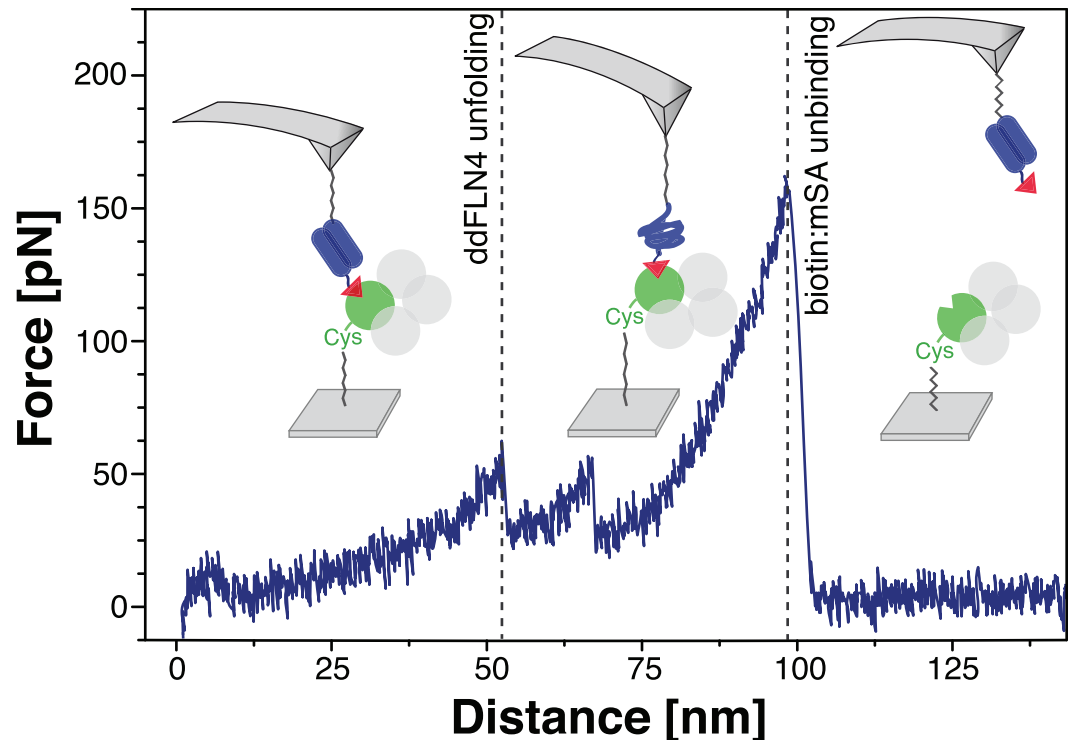 Force [pN]
200
150
100
50
0
ddFLN4 unfolding
biotin:mSA unbinding
Cys
Cys
Cys
0
25
50
75
100
125
Distance [nm]